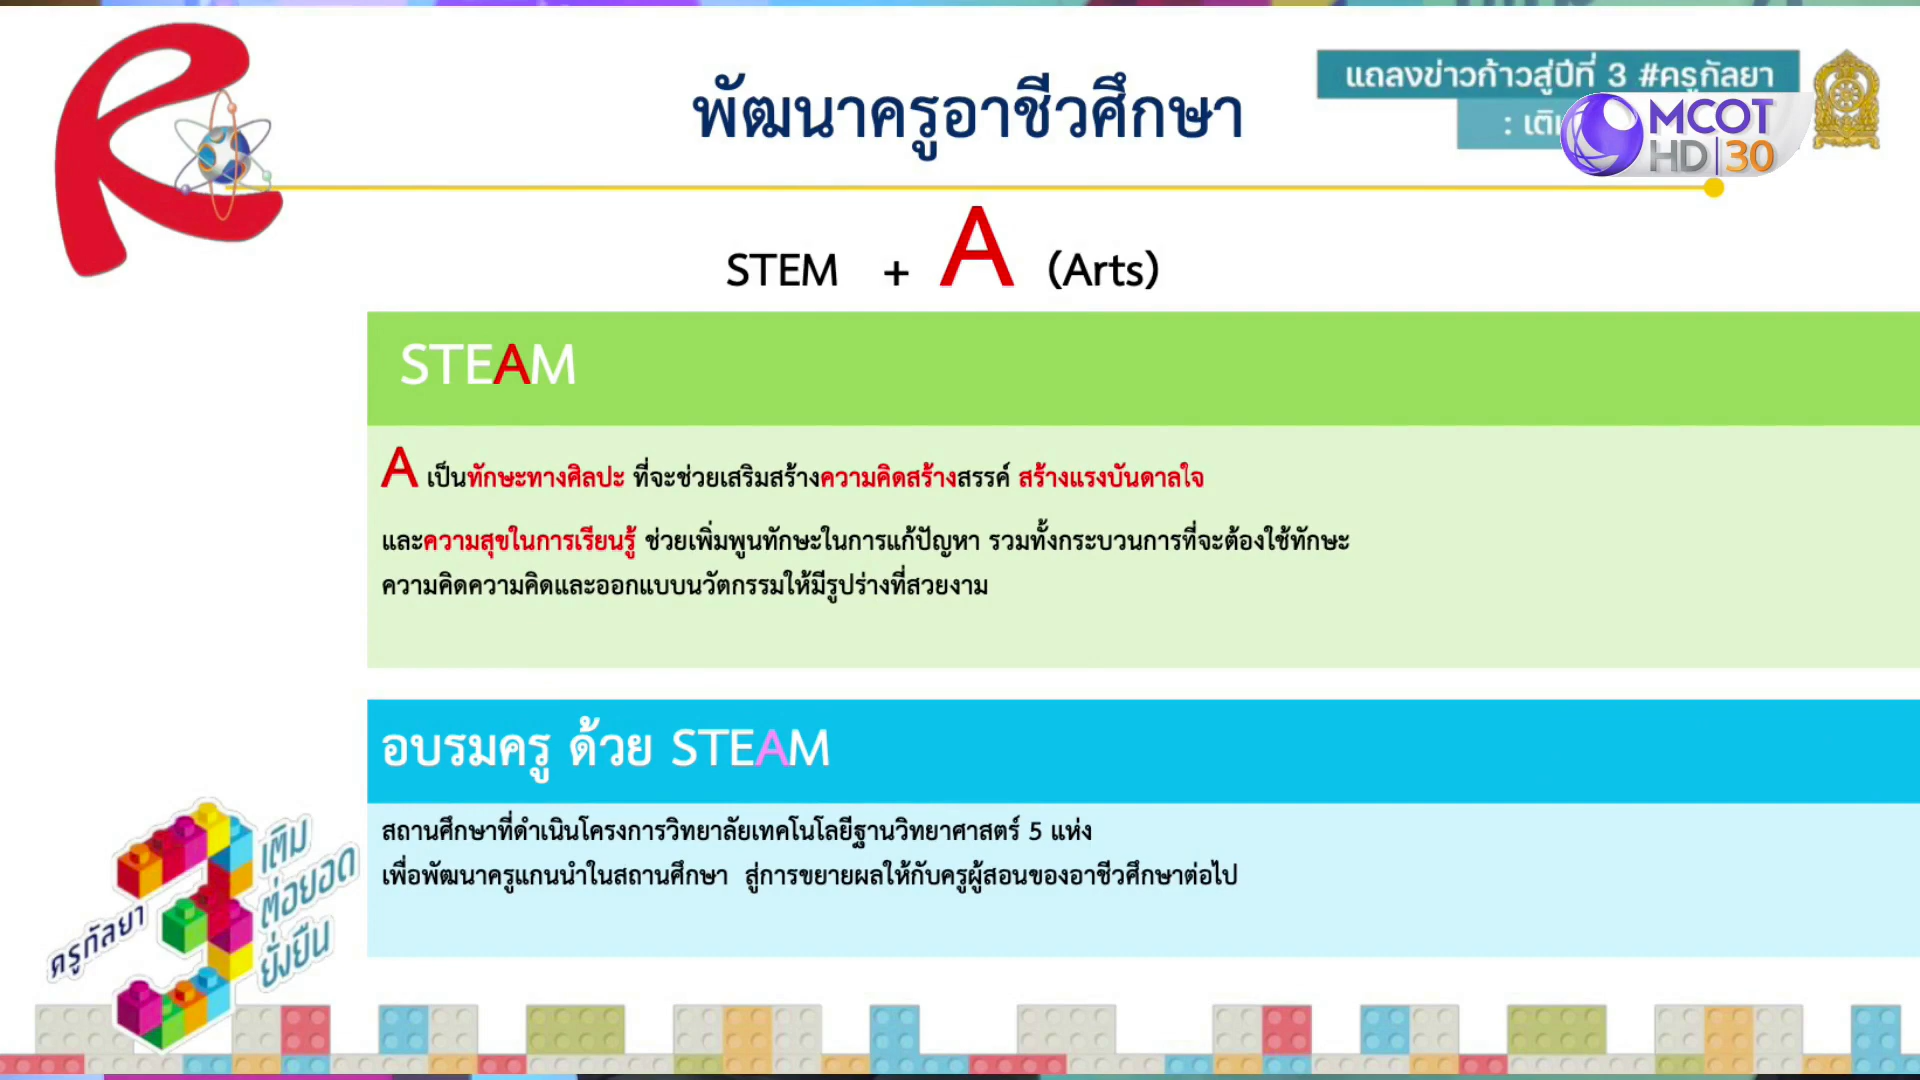 แถลงข่าวก้าวสู่ปีที่ 3 #ครูกัลยา
พัฒนาครูอาชีวศึกษา
MCOT
HD 30
STEM + A (Arts)
STEAM
A เป็นทักษะทางศิลปะ ที่จะช่วยเสริมสร้างความคิดสร้างสรรค์ สร้างแรงบันดาลใจ
และความสุขในการเรียนรู้ ช่วยเพิ่มพูนทักษะในการแก้ปัญหา รวมทั้งกระบวนการที่จะต้องใช้ทักษะ
ความคิดความคิดและออกแบบนวัตกรรมให้มีรูปร่างที่สวยงาม
อบรมครู ด้วย STEAM
สถานศึกษาที่ดำเนินโครงการวิทยาลัยเทคโนโลยีฐานวิทยาศาสตร์ 5 แห่ง
เพื่อพัฒนาครูแกนนำในสถานศึกษา สู่การขยายผลให้กับครูผู้สอนของอาชีวศึกษาต่อไป
ครูกัลยา
3
เติม
ต่อยอด
ยั่งยืน